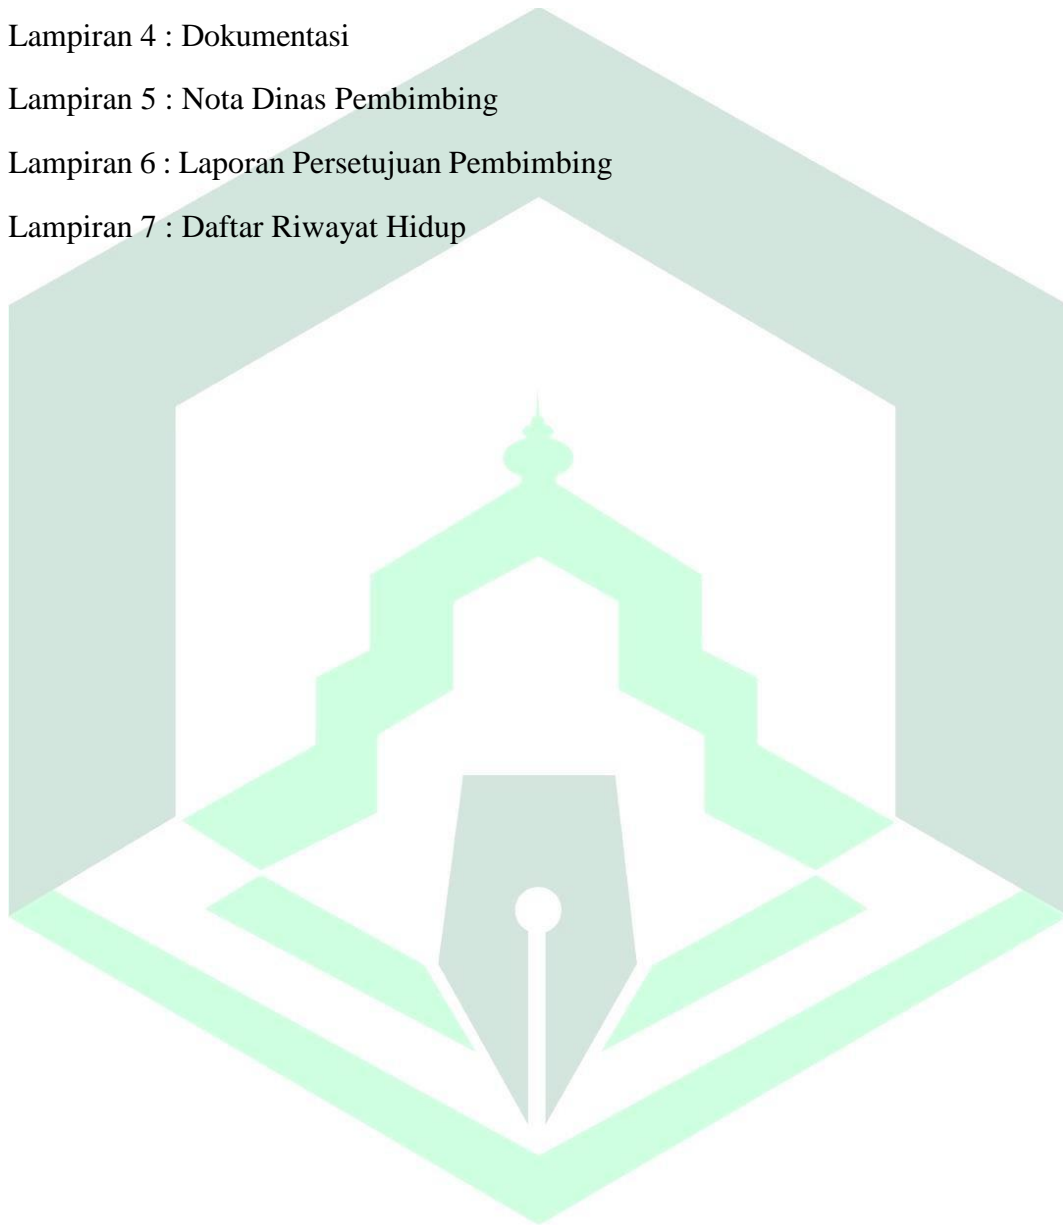 Lampiran 4 : Dokumentasi
Lampiran 5 : Nota Dinas Pembimbing
Lampiran 6 : Laporan Persetujuan Pembimbing
Lampiran 7 : Daftar Riwayat Hidup